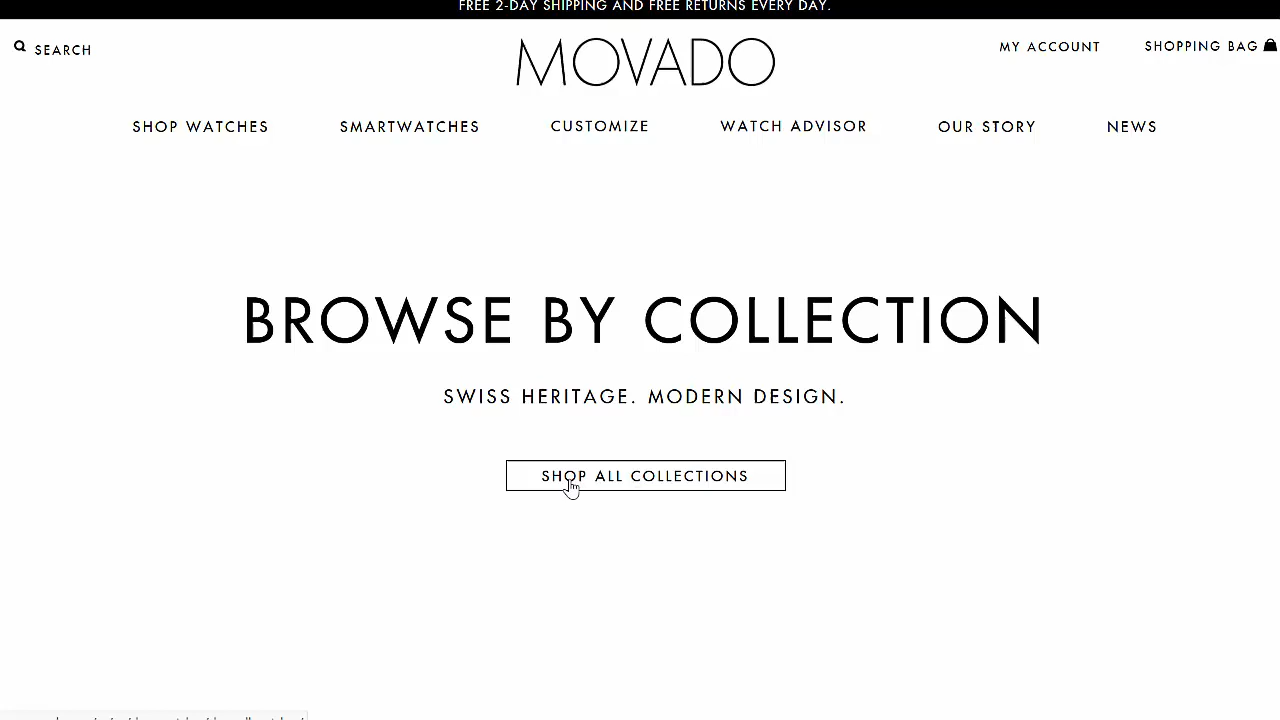 FREE 2-DAY SHIPPING AND FREE RETURNS EVERY DAY.
SEARCH
MOVADO
MY ACCOUNT
SHOPPING BAG
SHOP WATCHES
SMARTWATCHES
CUSTOMIZE
WATCH ADVISOR
OUR STORY
NEWS
BROWSE BY COLLECTION
SWISS HERITAGE. MODERN DESIGN.
SHOP ALL COLLECTIONS